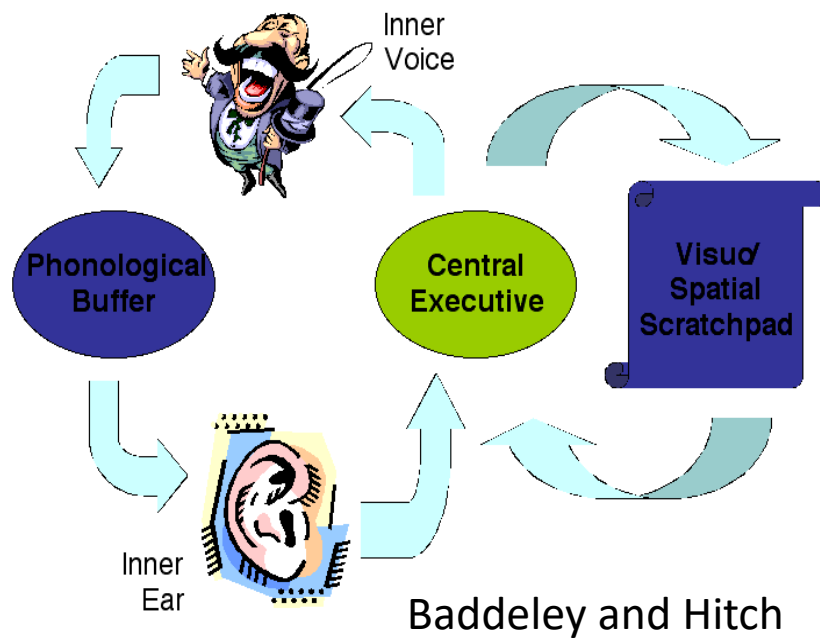 Inner
Voice
Phonological
Buffer
Central
Executive
Visuo/
Spatial
Scratchpad
Inner
Ear
Baddeley and Hitch